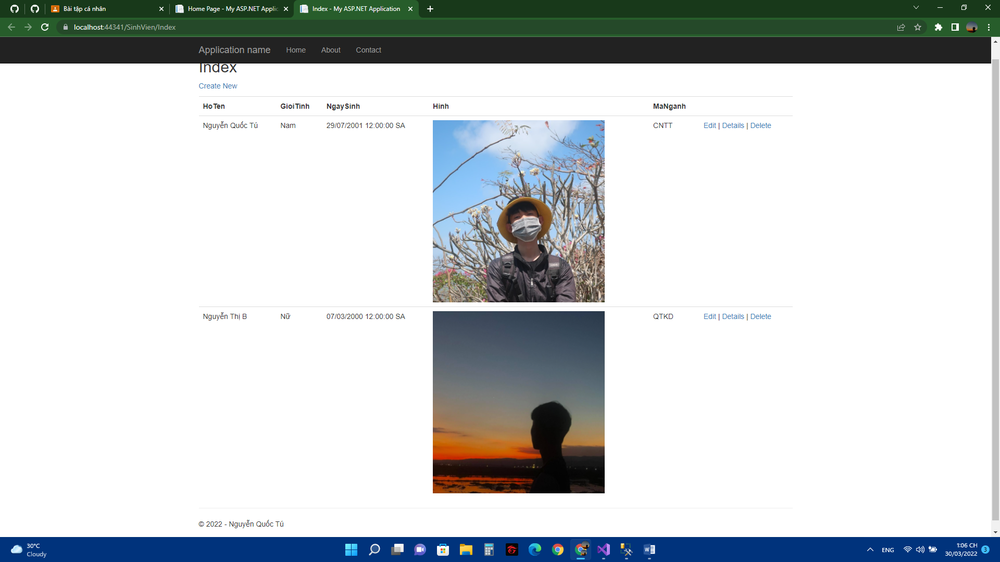 Bài tập cá nhân
Home Page - My ASP.NET Applic
Index - My ASP.NET Application
localhost:44341/SinhVien/Index
Application name Home About Contact
Index
Create New
HoTen GioiTinh NgaySinh Hinh MaNganh
Nguyễn Quốc Tú Nam 29/07/2001 12:00:00 SA CNTT Edit | Details | Delete
Nguyễn Thị B Nữ 07/03/2000 12:00:00 SA QTKD Edit | Details | Delete
© 2022 - Nguyễn Quốc Tú
30°C
Cloudy
ENG
1:06 CH
30/03/2022
3